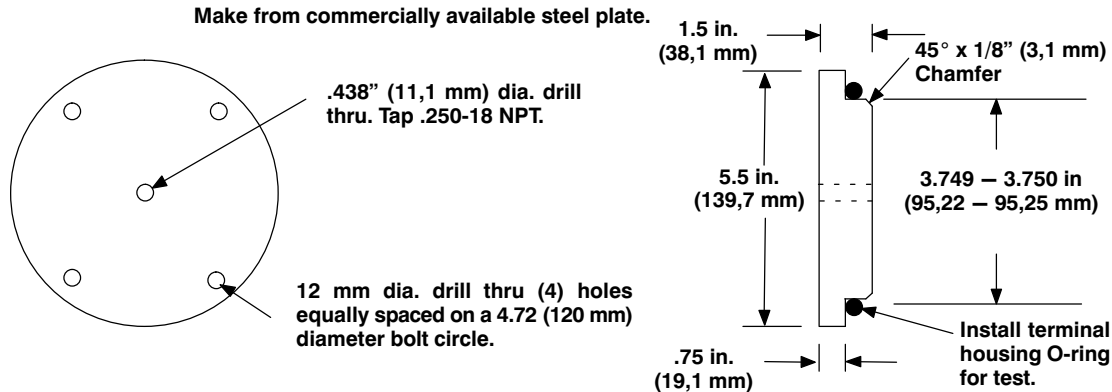 Make from commercially available steel plate.
.438” (11,1 mm) dia. drill
thru. Tap .250-18 NPT.
12 mm dia. drill thru (4) holes
equally spaced on a 4.72 (120 mm)
diameter bolt circle.
1.5 in.
(38,1 mm)
45° x 1/8” (3,1 mm)
Chamfer
5.5 in.
(139,7 mm)
3.749 — 3.750 in
(95,22 — 95,25 mm)
.75 in.
(19,1 mm)
Install terminal
housing O-ring
for test.